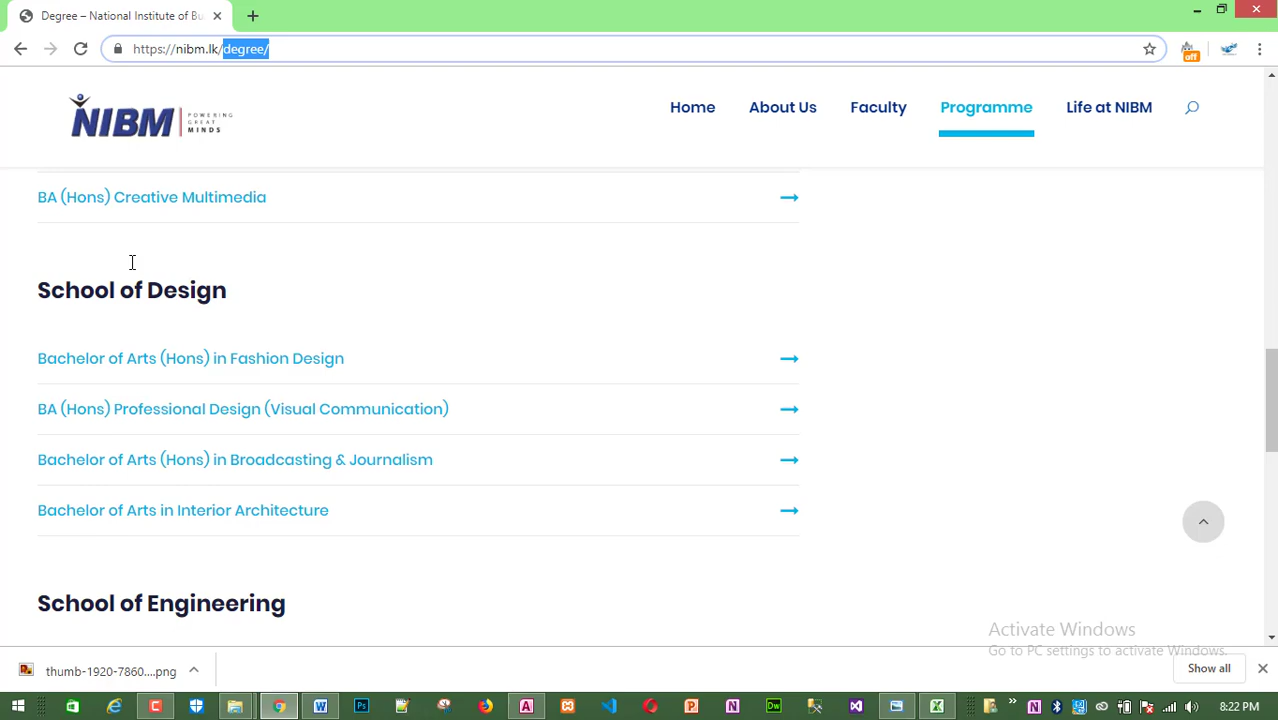 Degree – National Institute of Bu
https://nibm.lk/degree/
off
NIBM
POWERING
GREAT
MINDS
Home
About Us
Faculty
Programme
Life at NIBM
BA (Hons) Creative Multimedia
School of Design
Bachelor of Arts (Hons) in Fashion Design
BA (Hons) Professional Design (Visual Communication)
Bachelor of Arts (Hons) in Broadcasting & Journalism
Bachelor of Arts in Interior Architecture
School of Engineering
Activate Windows
Go to PC settings to activate Windows.
thumb-1920-7860....png
Show all
8:22 PM